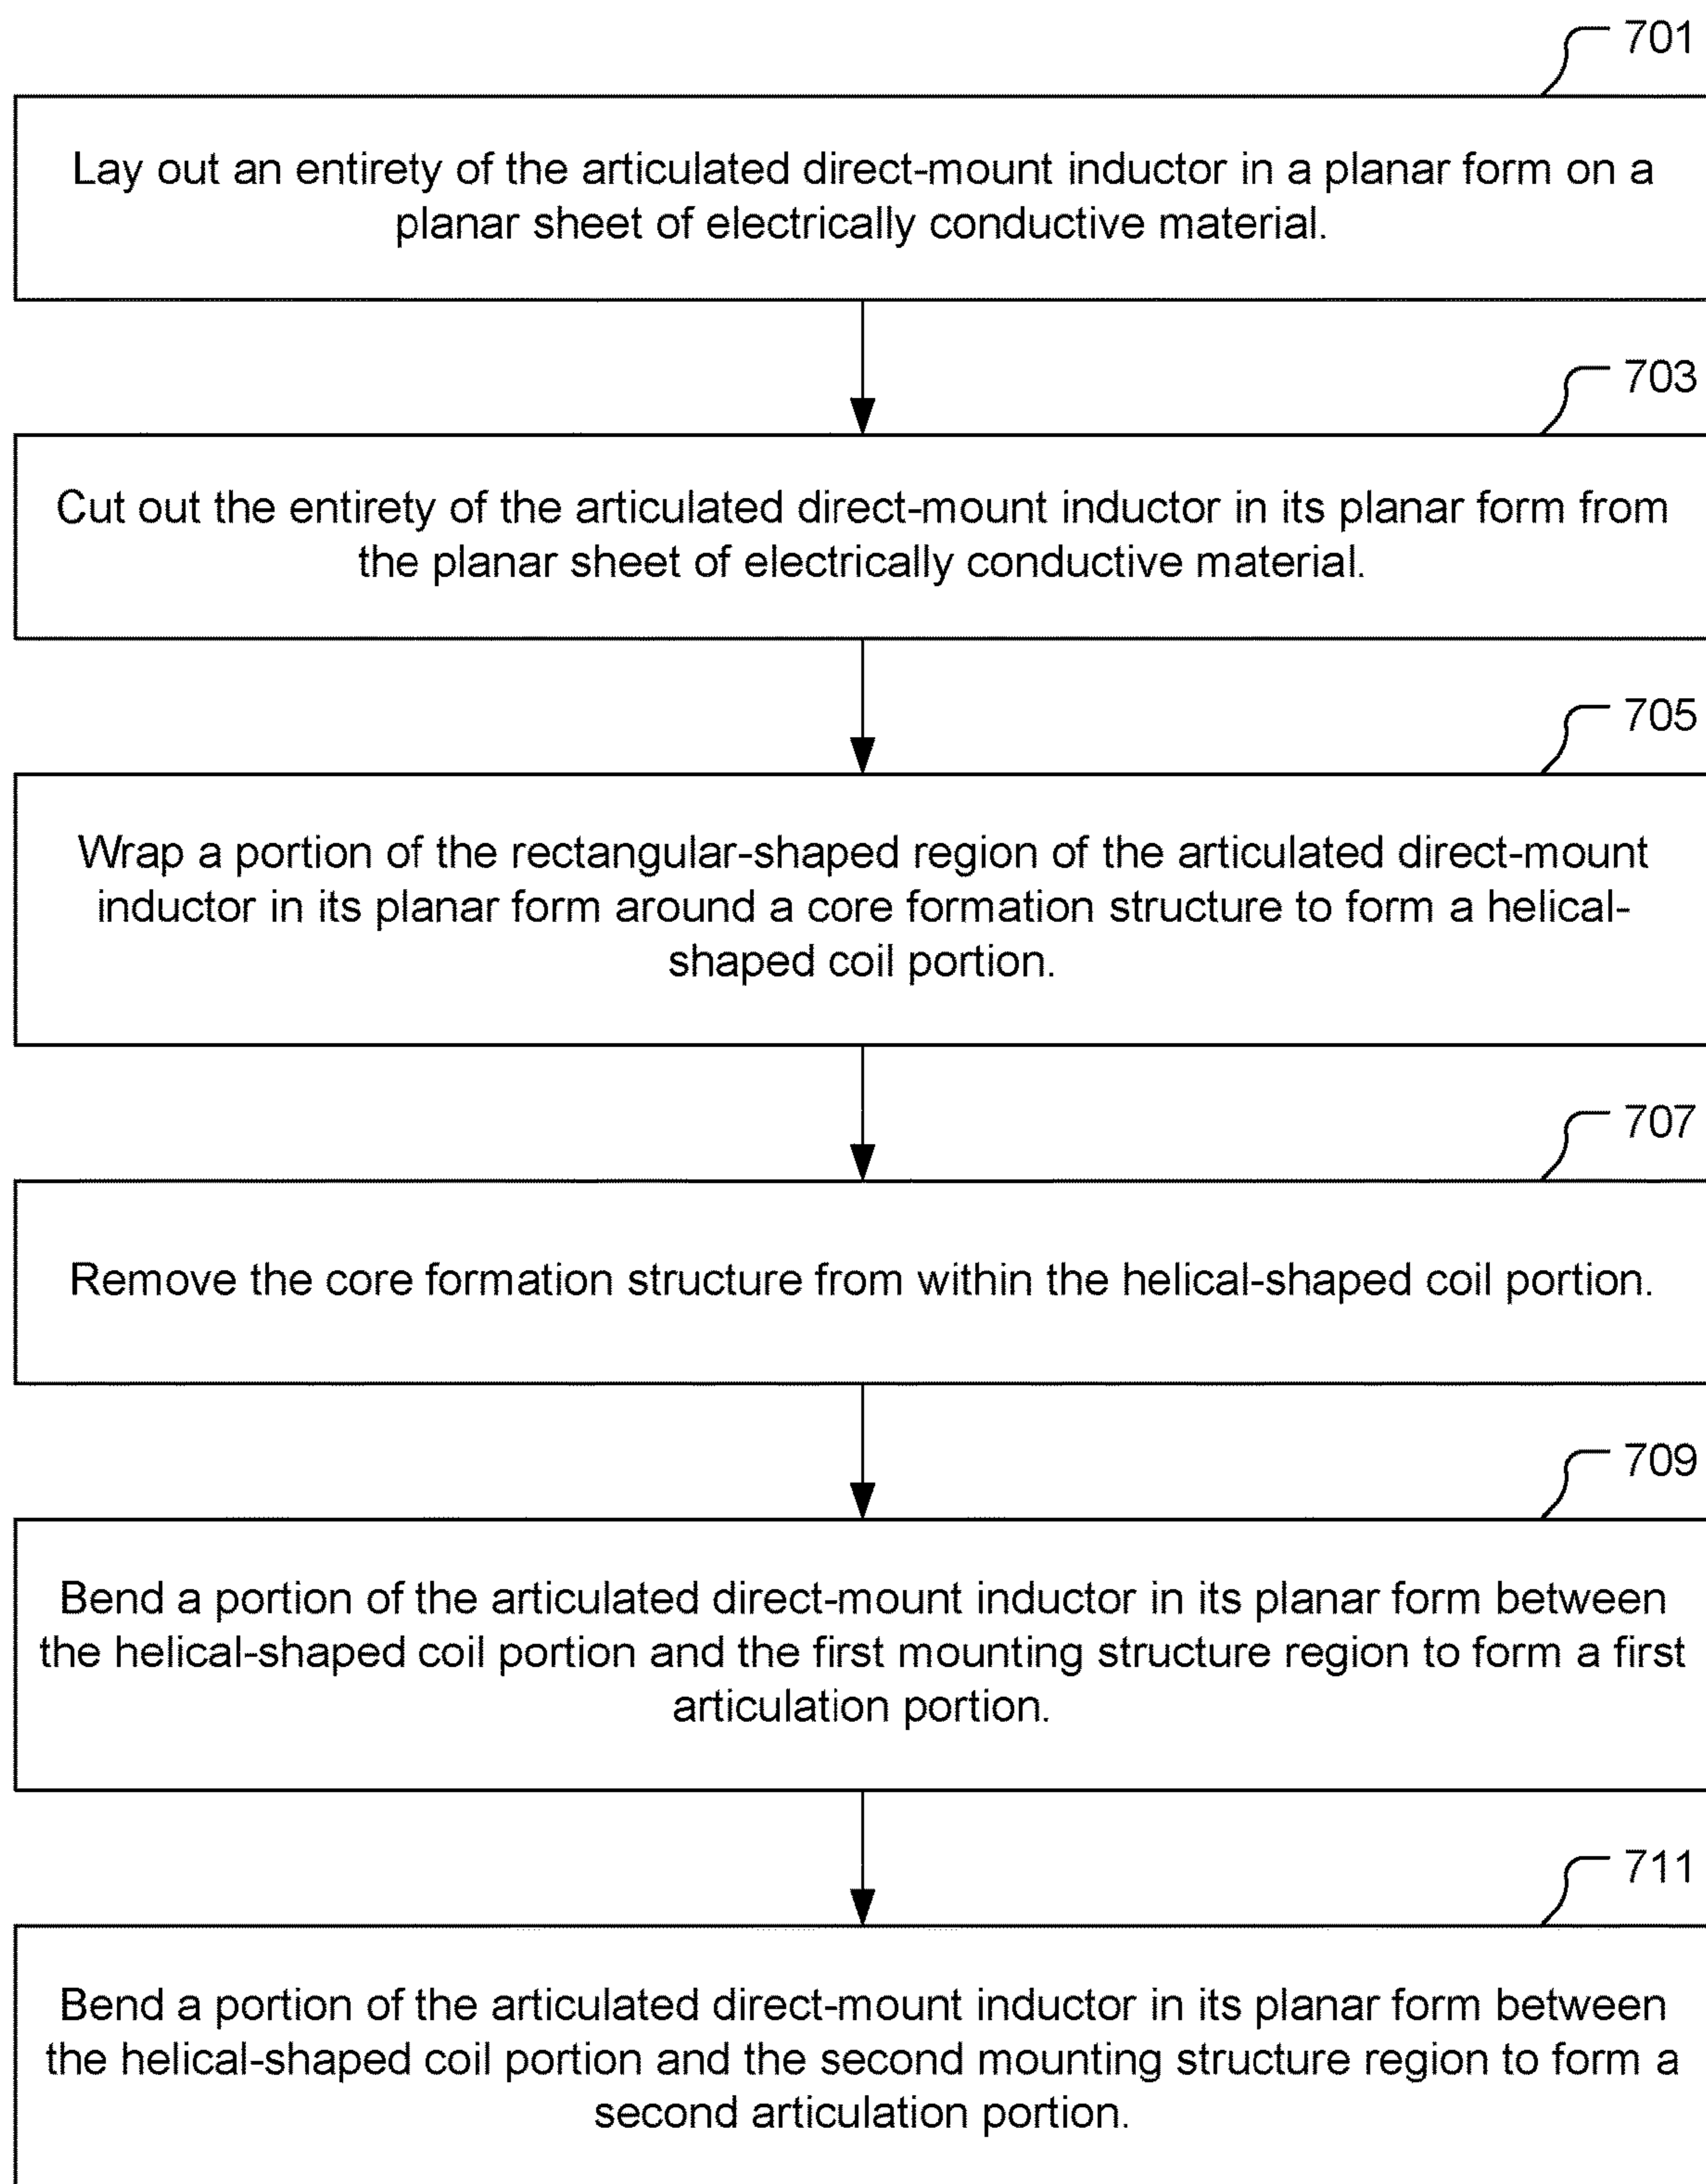 701
Lay out an entirety of the articulated direct-mount inductor in a planar form on a
planar sheet of electrically conductive material.
703
Cut out the entirety of the articulated direct-mount inductor in its planar form from
the planar sheet of electrically conductive material.
705
Wrap a portion of the rectangular-shaped region of the articulated direct-mount
inductor in its planar form around a core formation structure to form a helical-
shaped coil portion.
707
Remove the core formation structure from within the helical-shaped coil portion.
709
Bend a portion of the articulated direct-mount inductor in its planar form between
the helical-shaped coil portion and the first mounting structure region to form a first
articulation portion.
711
Bend a portion of the articulated direct-mount inductor in its planar form between
the helical-shaped coil portion and the second mounting structure region to form a
second articulation portion.